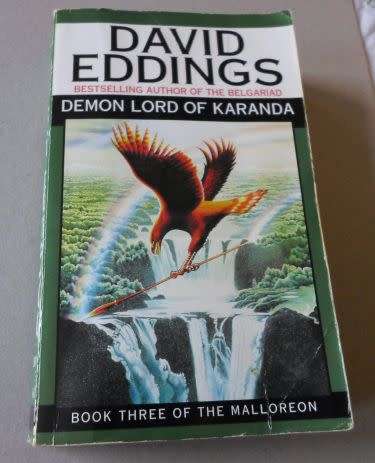 DAVID
EDDINGS
BESTSELLING AUTHOR OF THE BELGARIAD
DEMON LORD OF KARANDA
BOOK THREE OF THE MALLOREON